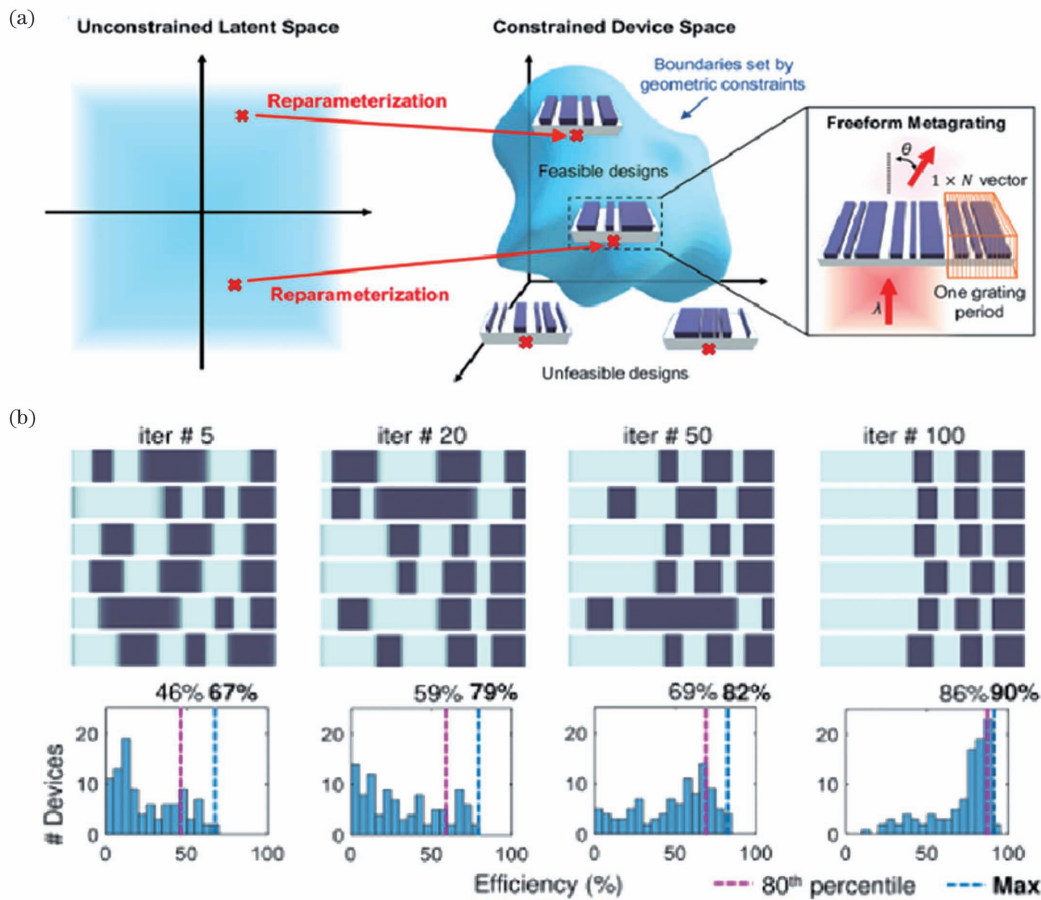 (a)
Unconstrained Latent Space
Constrained Device Space
Boundaries set by
geometric constraints
Reparameterization
Feasible designs
Reparameterization
Unfeasible designs
Freeform Metagrating
θ
1 × N vector
λ
One grating
period
(b)
iter # 5
iter # 20
iter # 50
iter # 100
46% 67%
59% 79%
69% 82%
86% 90%
# Devices
20
10
0
20
10
0
20
10
0
20
10
0
0 50 100
0 50 100
0 50 100
0 50 100
Efficiency (%)
80th percentile
Max